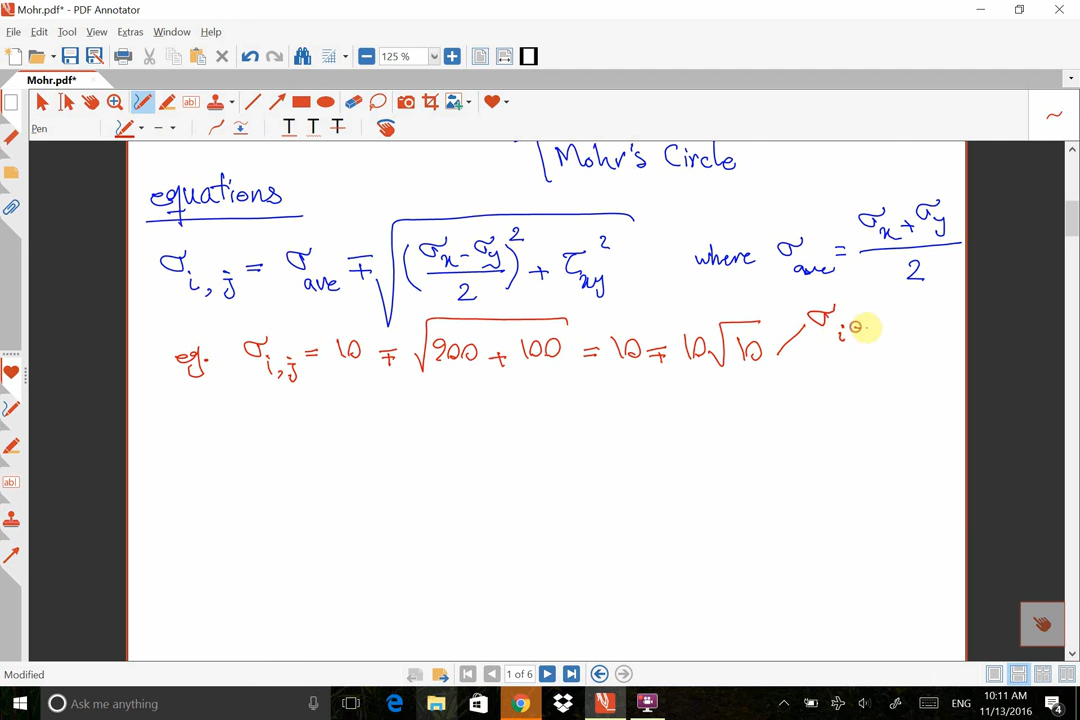 Mohr.pdf* - PDF Annotator
File Edit Tool View Extras Window Help
125 %
Mohr.pdf*
Pen
Mohr's Circle
equations
σi,j = σave ∓ √((σx - σy)/2)² + τxy² where σave = (σx + σy)/2
eg. σi,j = 10 ∓ √900 + 100 = 10 ∓ 10√10 σi
Modified
1 of 6
Ask me anything
ENG
10:11 AM
11/13/2016
4